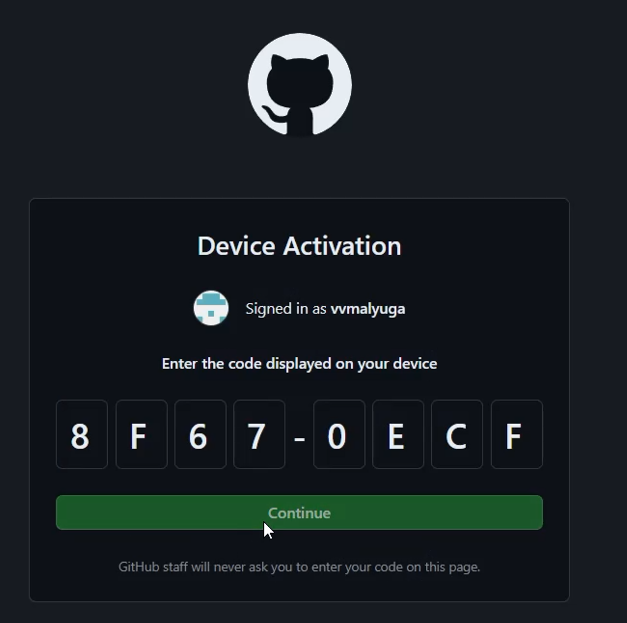 Device Activation
Signed in as vvmalyuga
Enter the code displayed on your device
8 F 6 7 - 0 E C F
Continue
GitHub staff will never ask you to enter your code on this page.